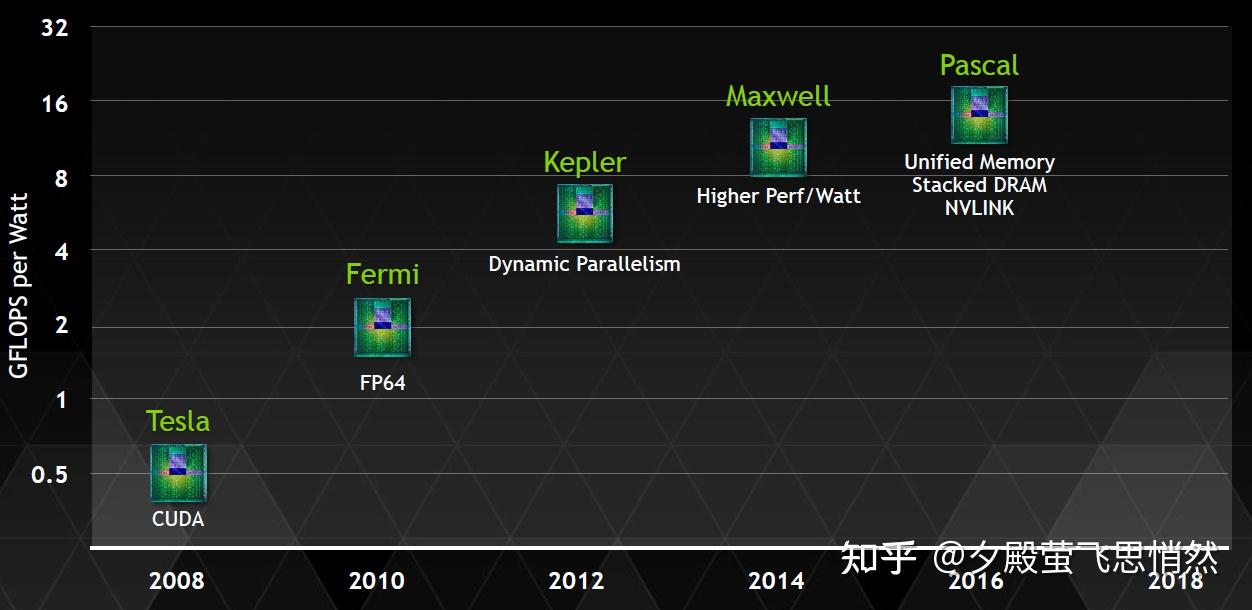 32
Pascal
Maxwell
16
Kepler
Unified Memory
Stacked DRAM
NVLINK
8
Higher Perf/Watt
4
Dynamic Parallelism
Fermi
GFLOPS per Watt
2
FP64
1
Tesla
0.5
CUDA
知乎 @夕殿萤飞思悄然
2008 2010 2012 2014 2016 2018